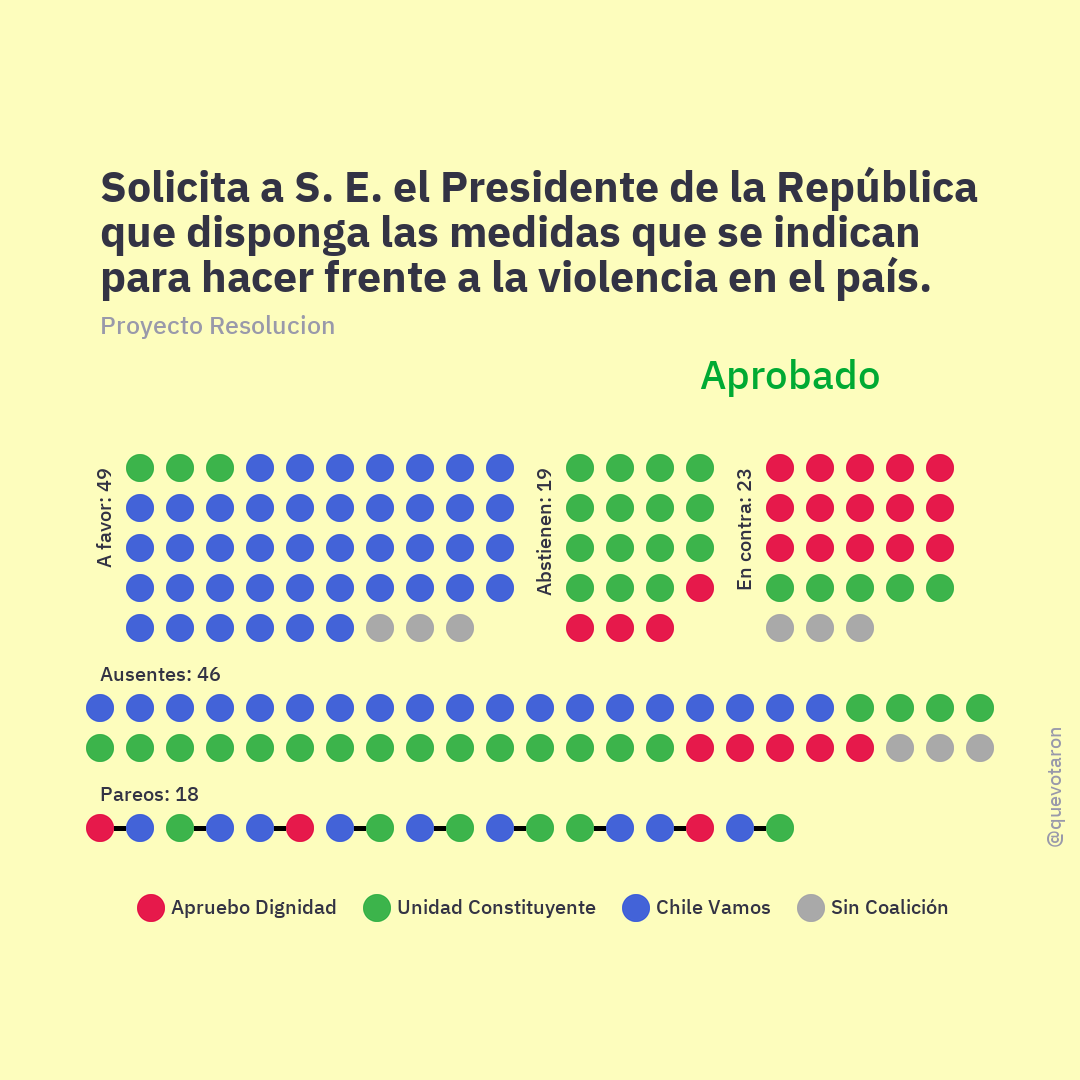 Solicita a S. E. el Presidente de la República
que disponga las medidas que se indican
para hacer frente a la violencia en el país.
Proyecto Resolucion
Aprobado
A favor: 49
Abstienen: 19
En contra: 23
Ausentes: 46
Pareos: 18
@quevotaron
Apruebo Dignidad
Unidad Constituyente
Chile Vamos
Sin Coalición